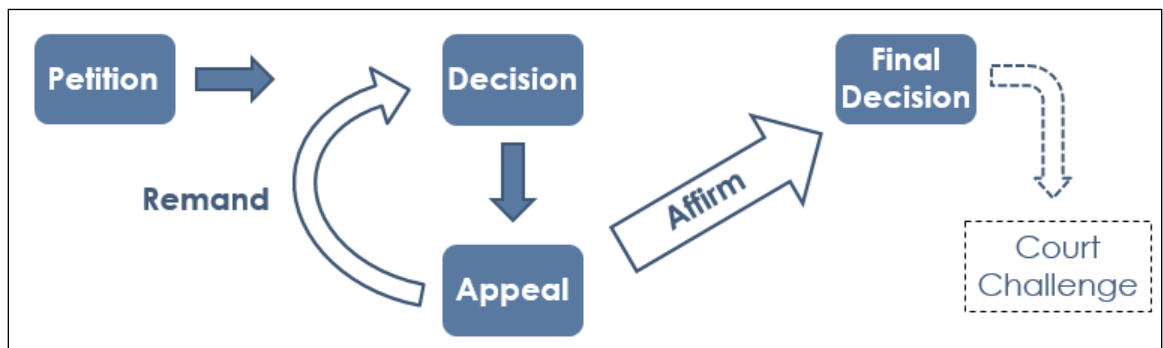 Petition
Decision
Final
Decision
Remand
Affirm
Appeal
Court
Challenge